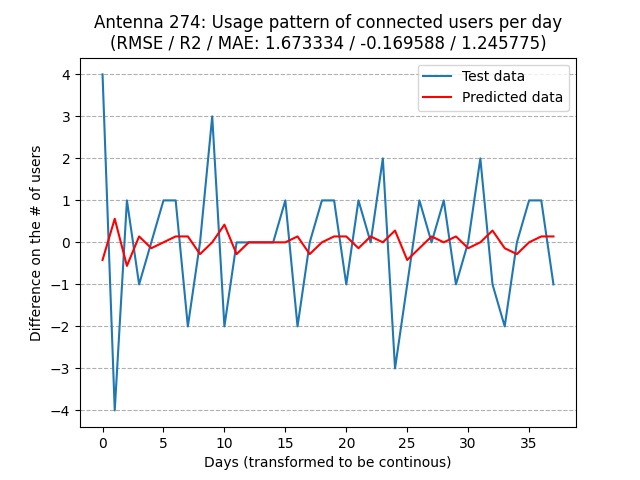 Antenna 274: Usage pattern of connected users per day
(RMSE / R2 / MAE: 1.673334 / -0.169588 / 1.245775)
Test data
Predicted data
Difference on the # of users
4
3
2
1
0
−1
−2
−3
−4
0 5 10 15 20 25 30 35
Days (transformed to be continous)